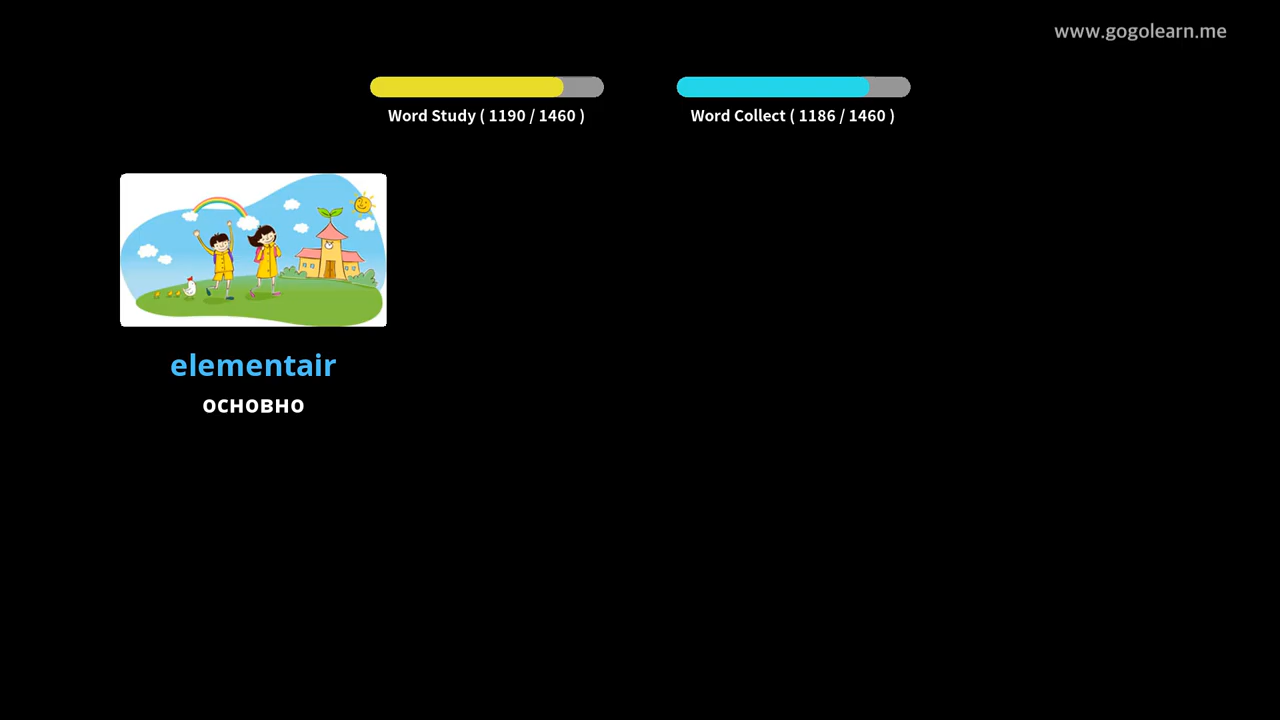 www.gogolearn.me
Word Study ( 1190 / 1460 )
Word Collect ( 1186 / 1460 )
elementair
основно